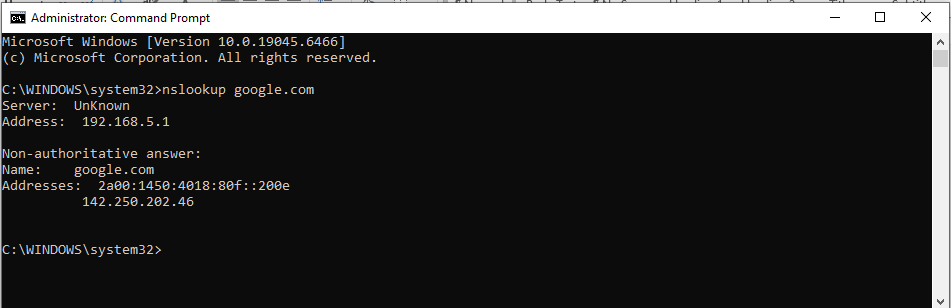 Administrator: Command Prompt
Microsoft Windows [Version 10.0.19045.6466]
(c) Microsoft Corporation. All rights reserved.
C:\WINDOWS\system32>nslookup google.com
Server:  UnKnown
Address:  192.168.5.1
Non-authoritative answer:
Name:    google.com
Addresses:  2a00:1450:4018:80f::200e
          142.250.202.46
C:\WINDOWS\system32>